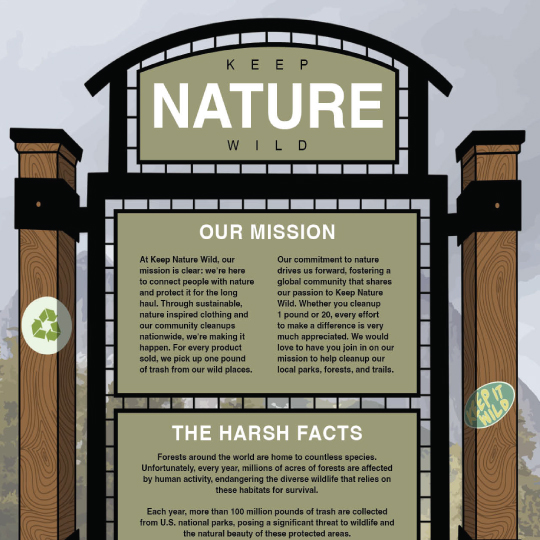 KEEP
NATURE
WILD
OUR MISSION
At Keep Nature Wild, our
mission is clear: we're here
to connect people with nature
and protect it for the long
haul. Through sustainable,
nature inspired clothing and
our community cleanups
nationwide, we're making it
happen. For every product
sold, we pick up one pound
of trash from our wild places.
Our commitment to nature
drives us forward, fostering a
global community that shares
our passion to Keep Nature
Wild. Whether you cleanup
1 pound or 20, every effort
to make a difference is very
much appreciated. We would
love to have you join in on our
mission to help cleanup our
local parks, forests, and trails.
KEEP IT
WILD
THE HARSH FACTS
Forests around the world are home to countless species.
Unfortunately, every year, millions of acres of forests are affected
by human activity, endangering the diverse wildlife that relies on
these habitats for survival.
Each year, more than 100 million pounds of trash are collected
from U.S. national parks, posing a significant threat to wildlife and
the natural beauty of these protected areas.